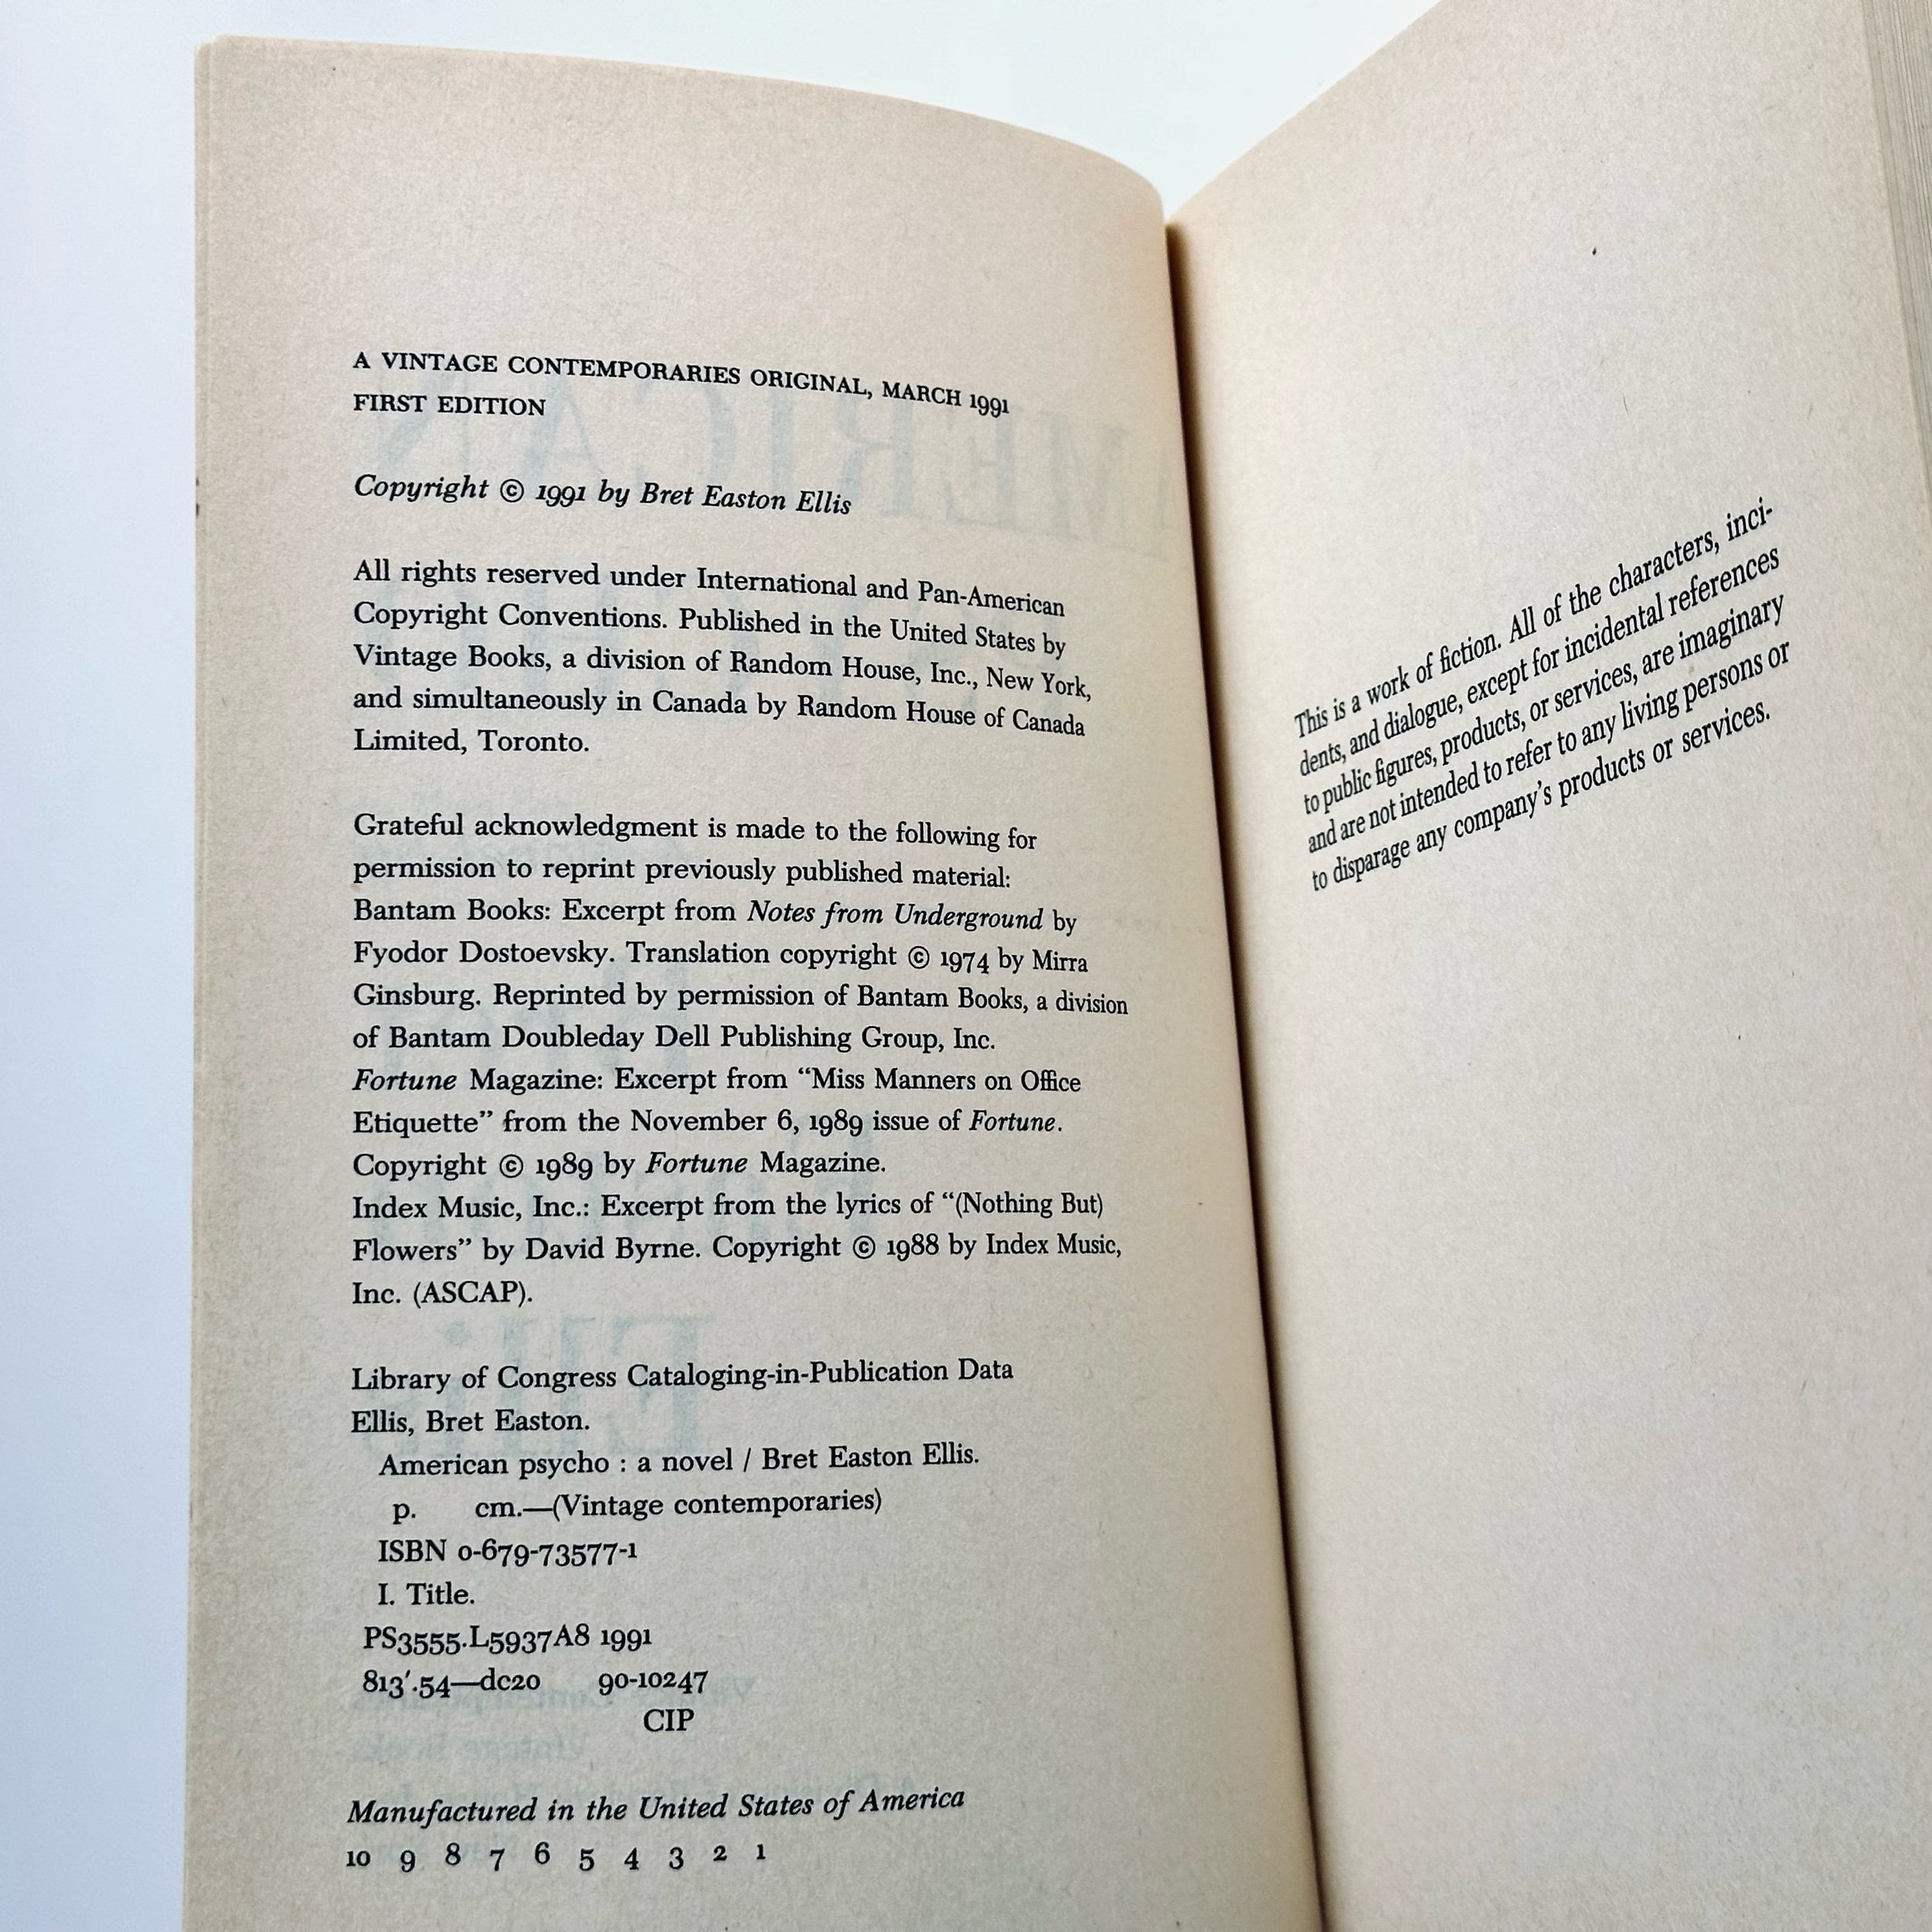 A VINTAGE CONTEMPORARIES ORIGINAL, MARCH 1991
FIRST EDITION
Copyright © 1991 by Bret Easton Ellis
All rights reserved under International and Pan-American
Copyright Conventions. Published in the United States by
Vintage Books, a division of Random House, Inc., New York,
and simultaneously in Canada by Random House of Canada
Limited, Toronto.
Grateful acknowledgment is made to the following for
permission to reprint previously published material:
Bantam Books: Excerpt from Notes from Underground by
Fyodor Dostoevsky. Translation copyright © 1974 by Mirra
Ginsburg. Reprinted by permission of Bantam Books, a division
of Bantam Doubleday Dell Publishing Group, Inc.
Fortune Magazine: Excerpt from “Miss Manners on Office
Etiquette” from the November 6, 1989 issue of Fortune.
Copyright © 1989 by Fortune Magazine.
Index Music, Inc.: Excerpt from the lyrics of “(Nothing But)
Flowers” by David Byrne. Copyright © 1988 by Index Music,
Inc. (ASCAP).
Library of Congress Cataloging-in-Publication Data
Ellis, Bret Easton.
American psycho : a novel / Bret Easton Ellis.
p. cm.—(Vintage contemporaries)
ISBN 0-679-73577-1
I. Title.
PS3555.L5937A8 1991
813′.54—dc20 90-10247
CIP
Manufactured in the United States of America
10 9 8 7 6 5 4 3 2 1
This is a work of fiction. All of the characters, inci-
dents, and dialogue, except for incidental references
to public figures, products, or services, are imaginary
and are not intended to refer to any living persons or
to disparage any company’s products or services.